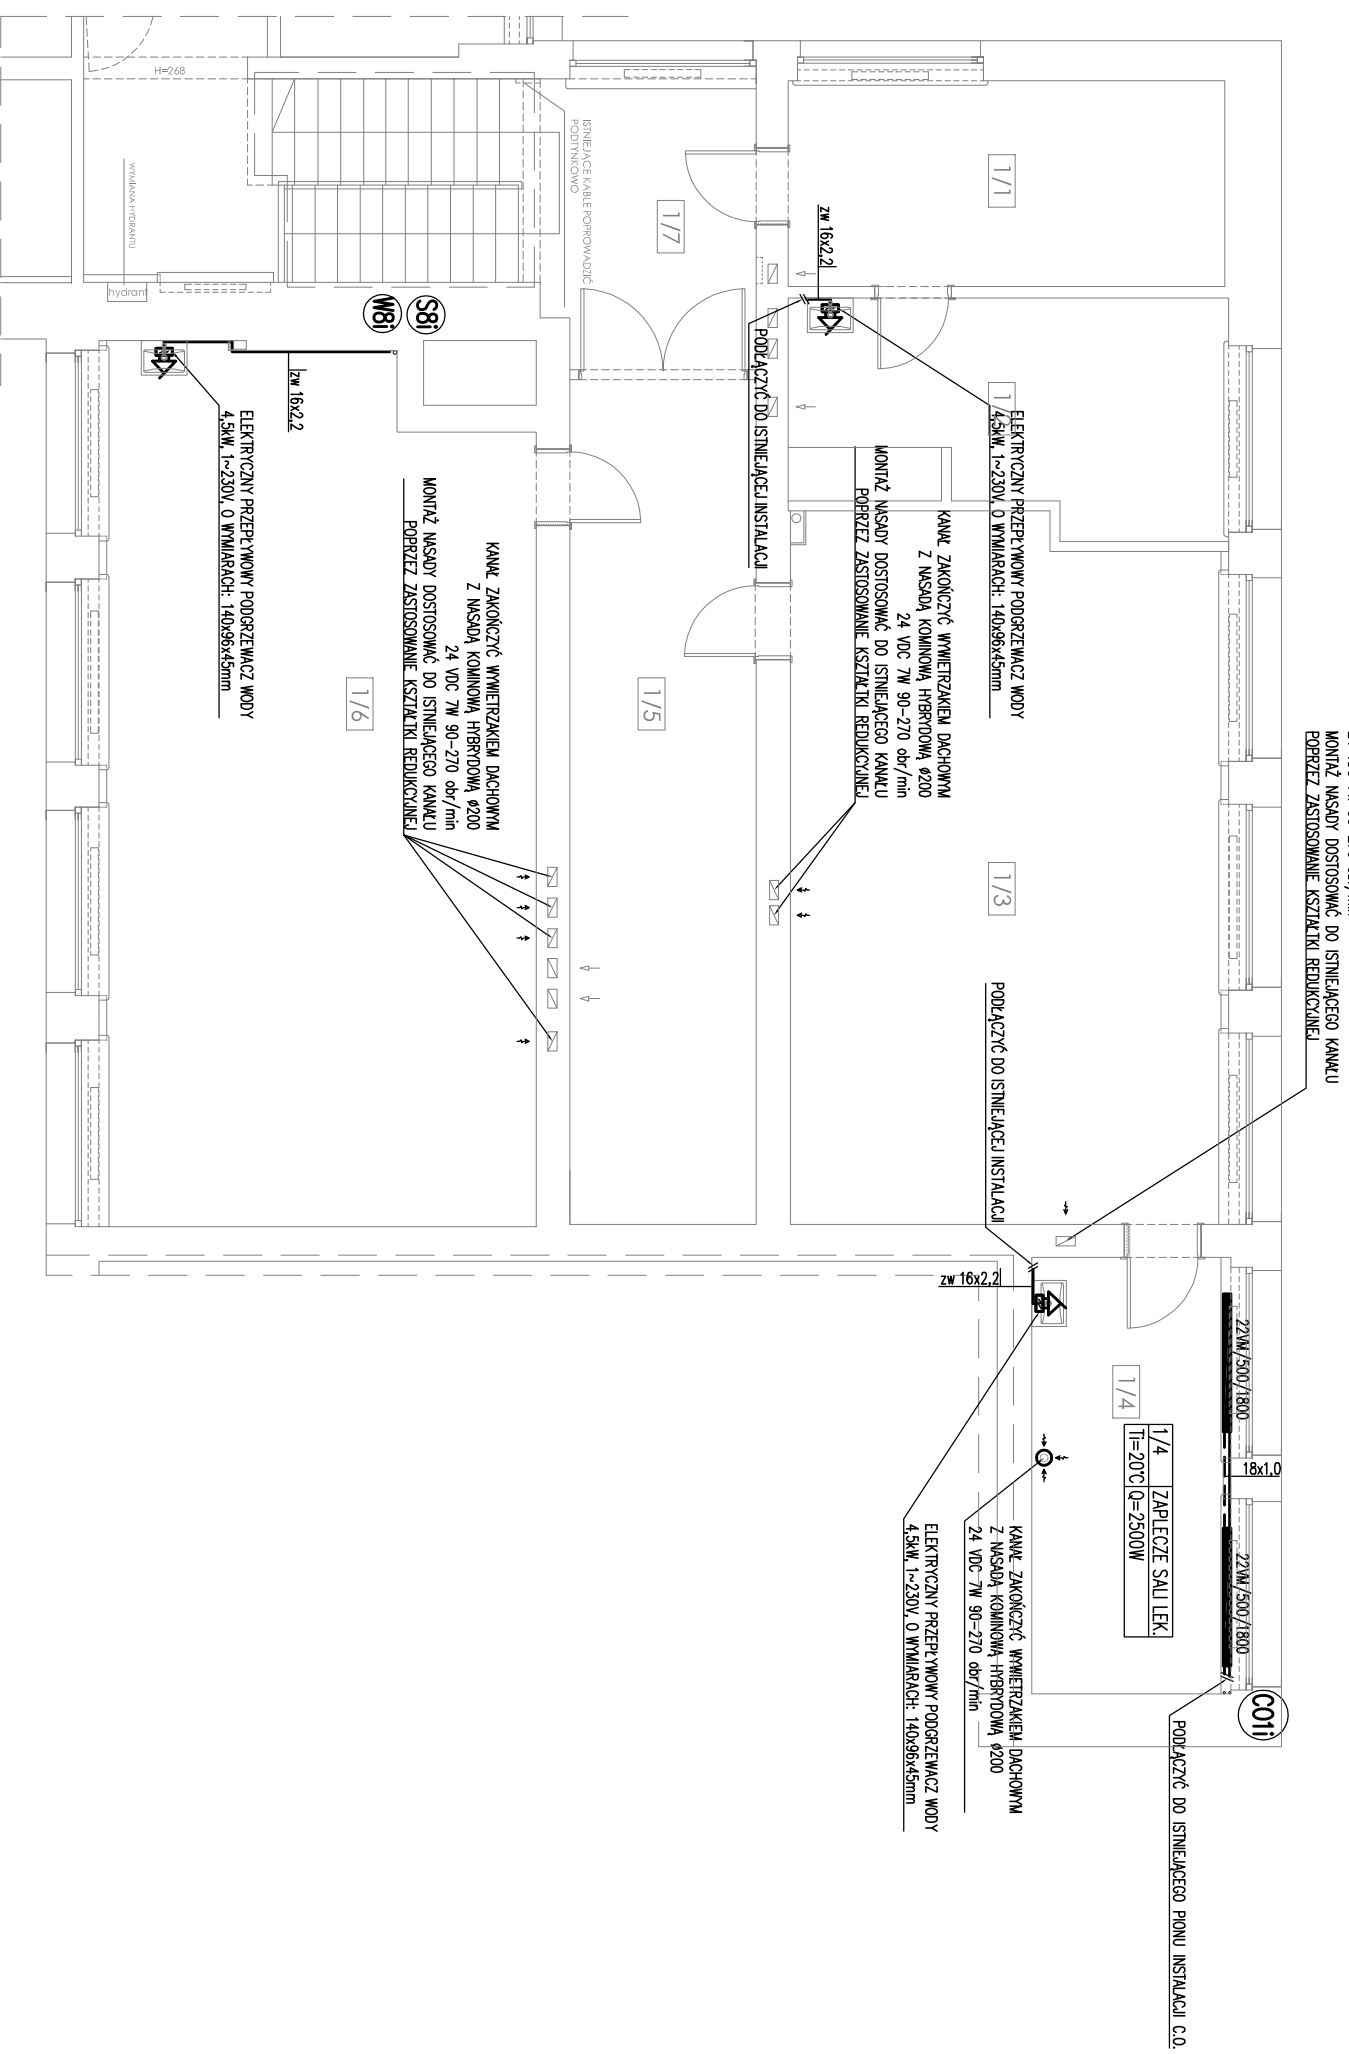 H=268
WYMIANA HYDRANTU
hydrant
ISTNIEJĄCE KABLE POPROWADZIĆ
PODTYNKOWO
1/7
1/1
zw 16x2,2
W8i
S8i
zw 16x2,2
PODŁĄCZYĆ DO ISTNIEJĄCEJ INSTALACJI
ELEKTRYCZNY PRZEPŁYWOWY PODGRZEWACZ WODY
4,5kW, 1~230V, O WYMIARACH: 140x96x45mm
ELEKTRYCZNY PRZEPŁYWOWY PODGRZEWACZ WODY
4,5kW, 1~230V, O WYMIARACH: 140x96x45mm
KANAŁ ZAKOŃCZYĆ WYWIETRZAKIEM DACHOWYM
Z NASADĄ KOMINOWĄ HYBRYDOWĄ ø200
24 VDC 7W 90-270 obr/min
MONTAŻ NASADY DOSTOSOWAĆ DO ISTNIEJĄCEGO KANAŁU
POPRZEZ ZASTOSOWANIE KSZTAŁTKI REDUKCYJNEJ
KANAŁ ZAKOŃCZYĆ WYWIETRZAKIEM DACHOWYM
Z NASADĄ KOMINOWĄ HYBRYDOWĄ ø200
24 VDC 7W 90-270 obr/min
MONTAŻ NASADY DOSTOSOWAĆ DO ISTNIEJĄCEGO KANAŁU
POPRZEZ ZASTOSOWANIE KSZTAŁTKI REDUKCYJNEJ
1/6
1/5
1/3
MONTAŻ NASADY DOSTOSOWAĆ DO ISTNIEJĄCEGO KANAŁU
POPRZEZ ZASTOSOWANIE KSZTAŁTKI REDUKCYJNEJ
PODŁĄCZYĆ DO ISTNIEJĄCEJ INSTALACJI
zw 16x2,2
22VM/500/1800
1/4
1/4 ZAPLECZE SALI LEK.
Ti=20°C Q=2500W
18x1,0
22VM/500/1800
C01i
KANAŁ ZAKOŃCZYĆ WYWIETRZAKIEM DACHOWYM
Z NASADĄ KOMINOWĄ HYBRYDOWĄ ø200
24 VDC 7W 90-270 obr/min
ELEKTRYCZNY PRZEPŁYWOWY PODGRZEWACZ WODY
4,5kW, 1~230V, O WYMIARACH: 140x96x45mm
PODŁĄCZYĆ DO ISTNIEJĄCEGO PIONU INSTALACJI C.O.